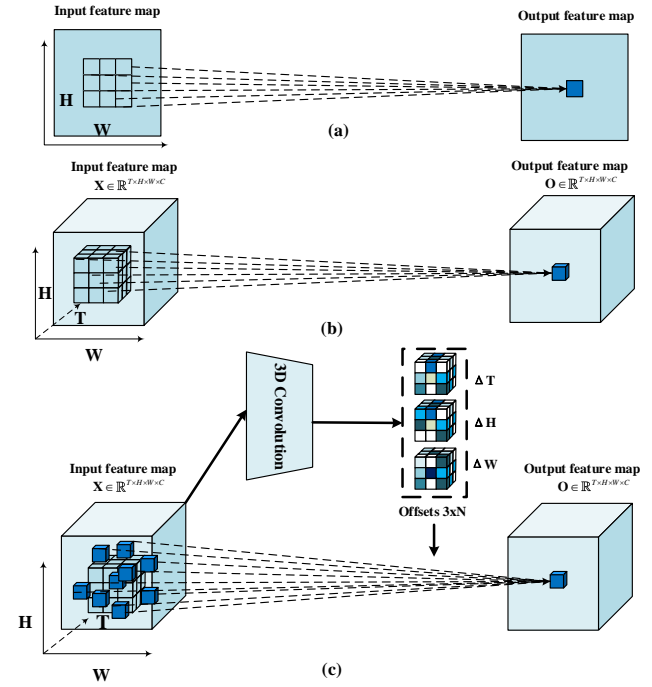 Input feature map
Output feature map
H
W
(a)
Input feature map
X ∈ ℝ^{T×H×W×C}
Output feature map
O ∈ ℝ^{T×H×W×C}
H
T
W
(b)
3D Convolution
Δ T
Δ H
Δ W
Offsets 3xN
Input feature map
X ∈ ℝ^{T×H×W×C}
Output feature map
O ∈ ℝ^{T×H×W×C}
H
T
W
(c)